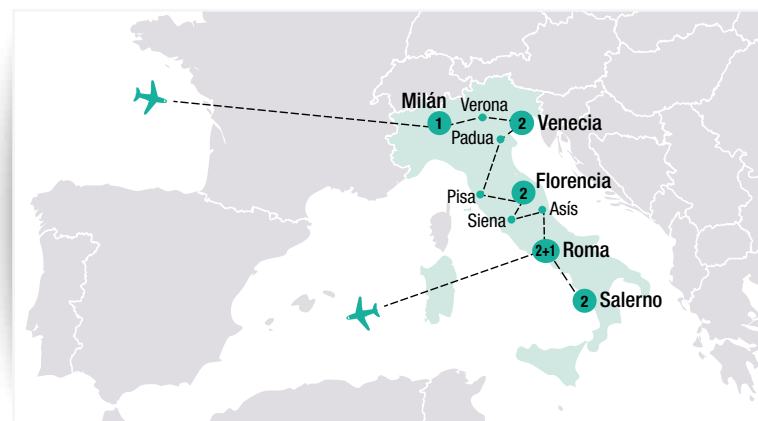 Milán
1
Verona
2
Venecia
Padua
Florencia
2
Pisa
Asís
Siena
2+1
Roma
2
Salerno